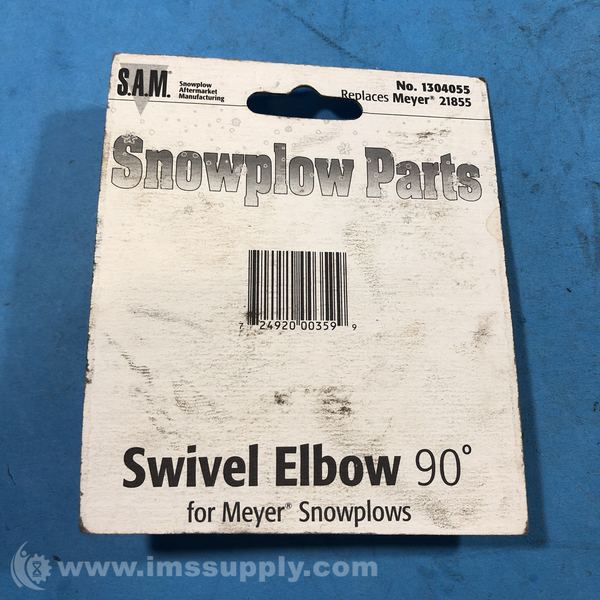 S.A.M.® Snowplow Aftermarket Manufacturing
No. 1304055
Replaces Meyer® 21855
Snowplow Parts
7 24920 00359 9
Swivel Elbow 90°
for Meyer® Snowplows
www.imssupply.com